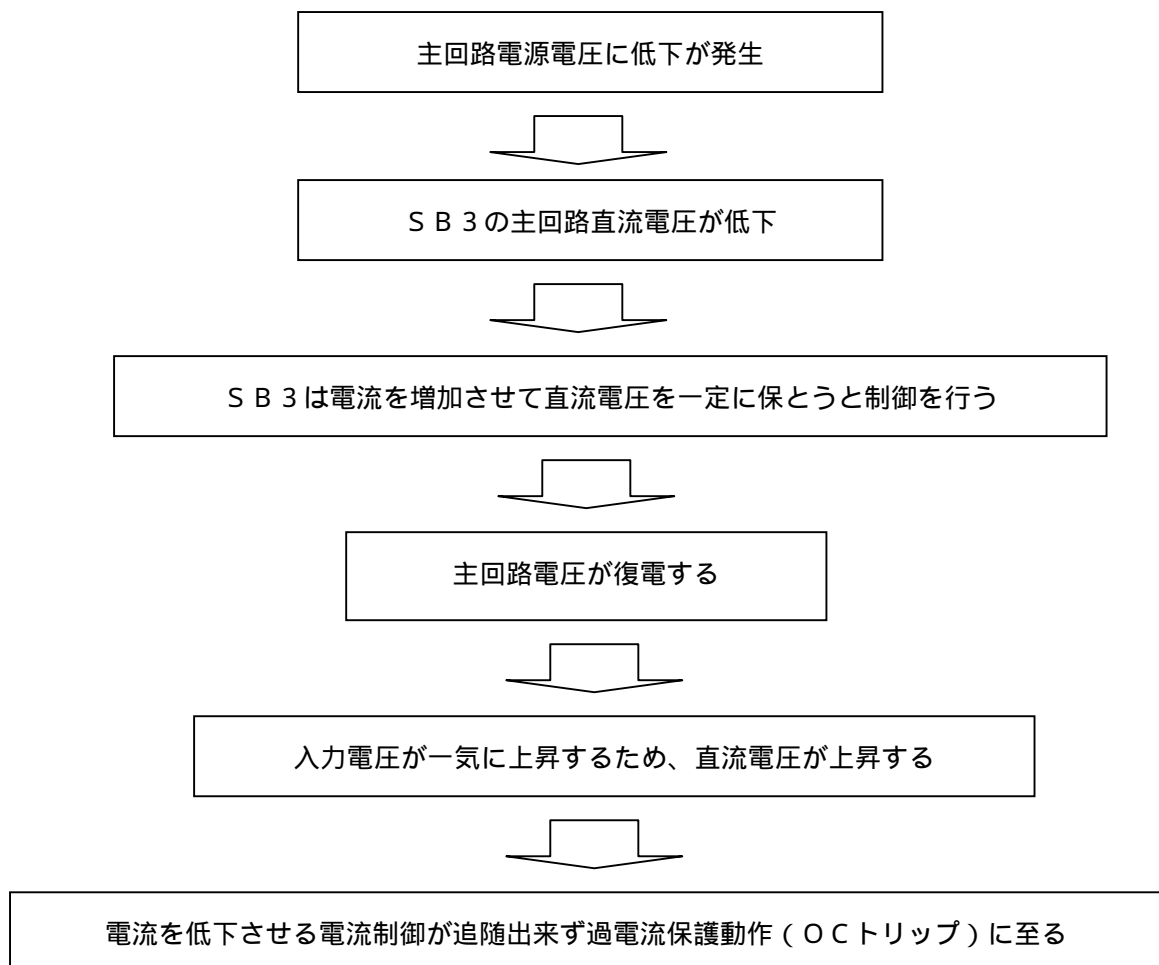 主回路電源電圧に低下が発生
ＳＢ３の主回路直流電圧が低下
ＳＢ３は電流を増加させて直流電圧を一定に保とうと制御を行う
主回路電圧が復電する
入力電圧が一気に上昇するため、直流電圧が上昇する
電流を低下させる電流制御が追随出来ず過電流保護動作（ＯＣトリップ）に至る